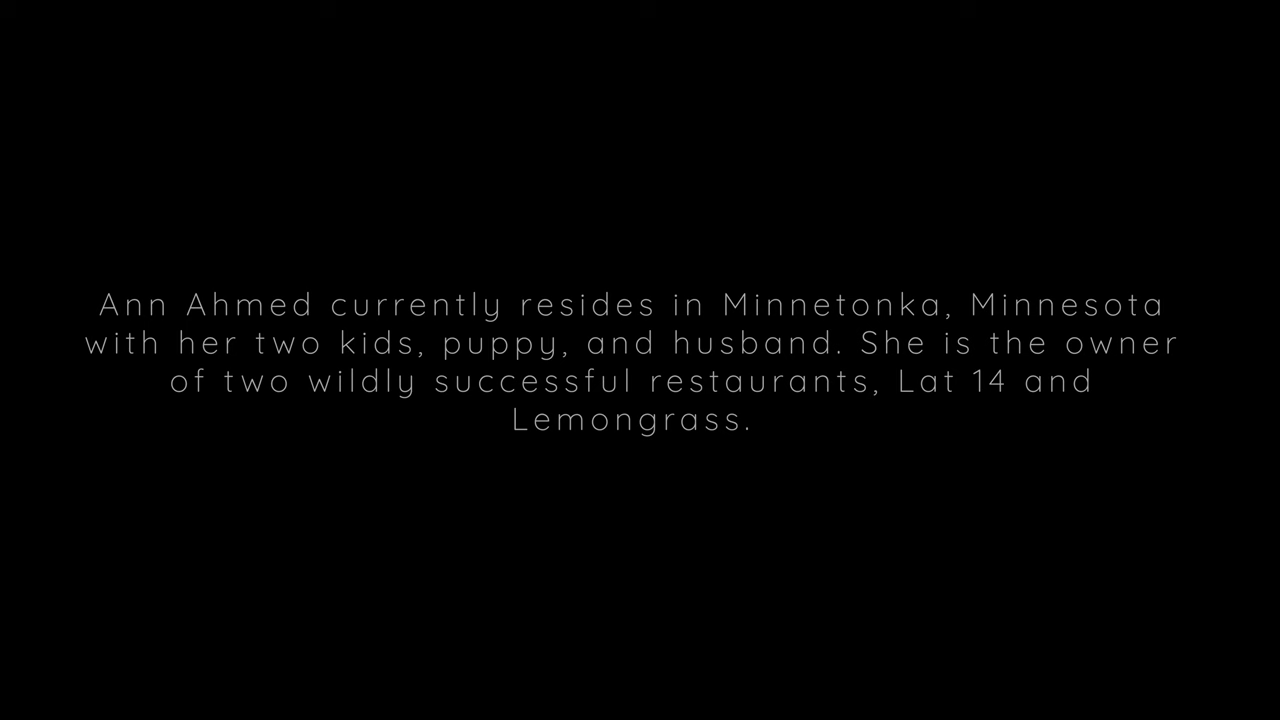 Ann Ahmed currently resides in Minnetonka, Minnesota
with her two kids, puppy, and husband. She is the owner
of two wildly successful restaurants, Lat 14 and
Lemongrass.